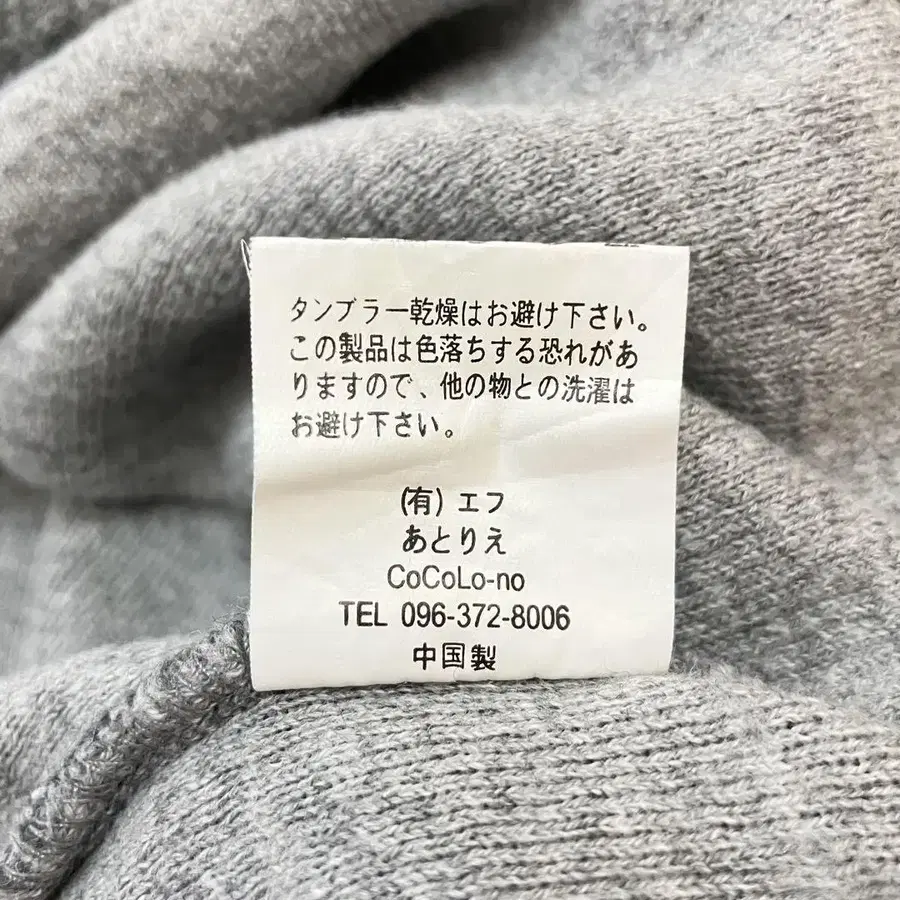 タンブラー乾燥はお避け下さい。
この製品は色落ちする恐れがあ
りますので、他の物との洗濯は
お避け下さい。
(有) エフ
あとりえ
CoCoLo-no
TEL 096-372-8006
中国製